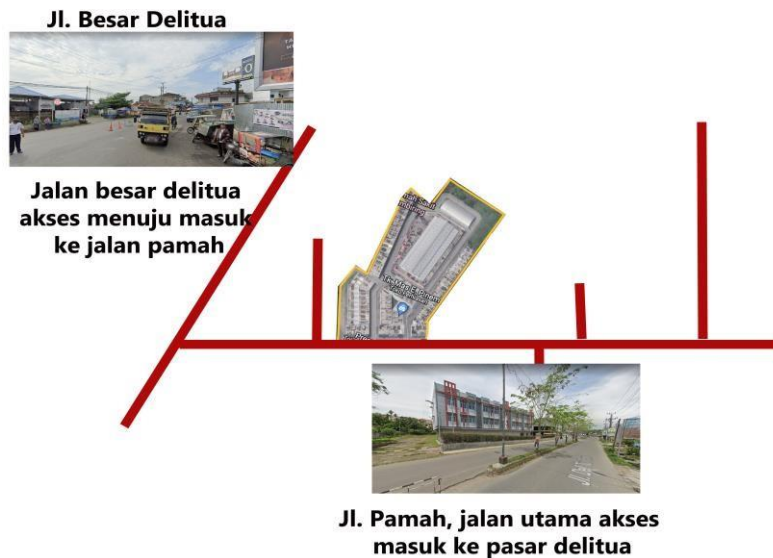 Jl. Besar Delitua
Jalan besar delitua
akses menuju masuk
ke jalan pamah
Jl. Pamah, jalan utama akses
masuk ke pasar delitua